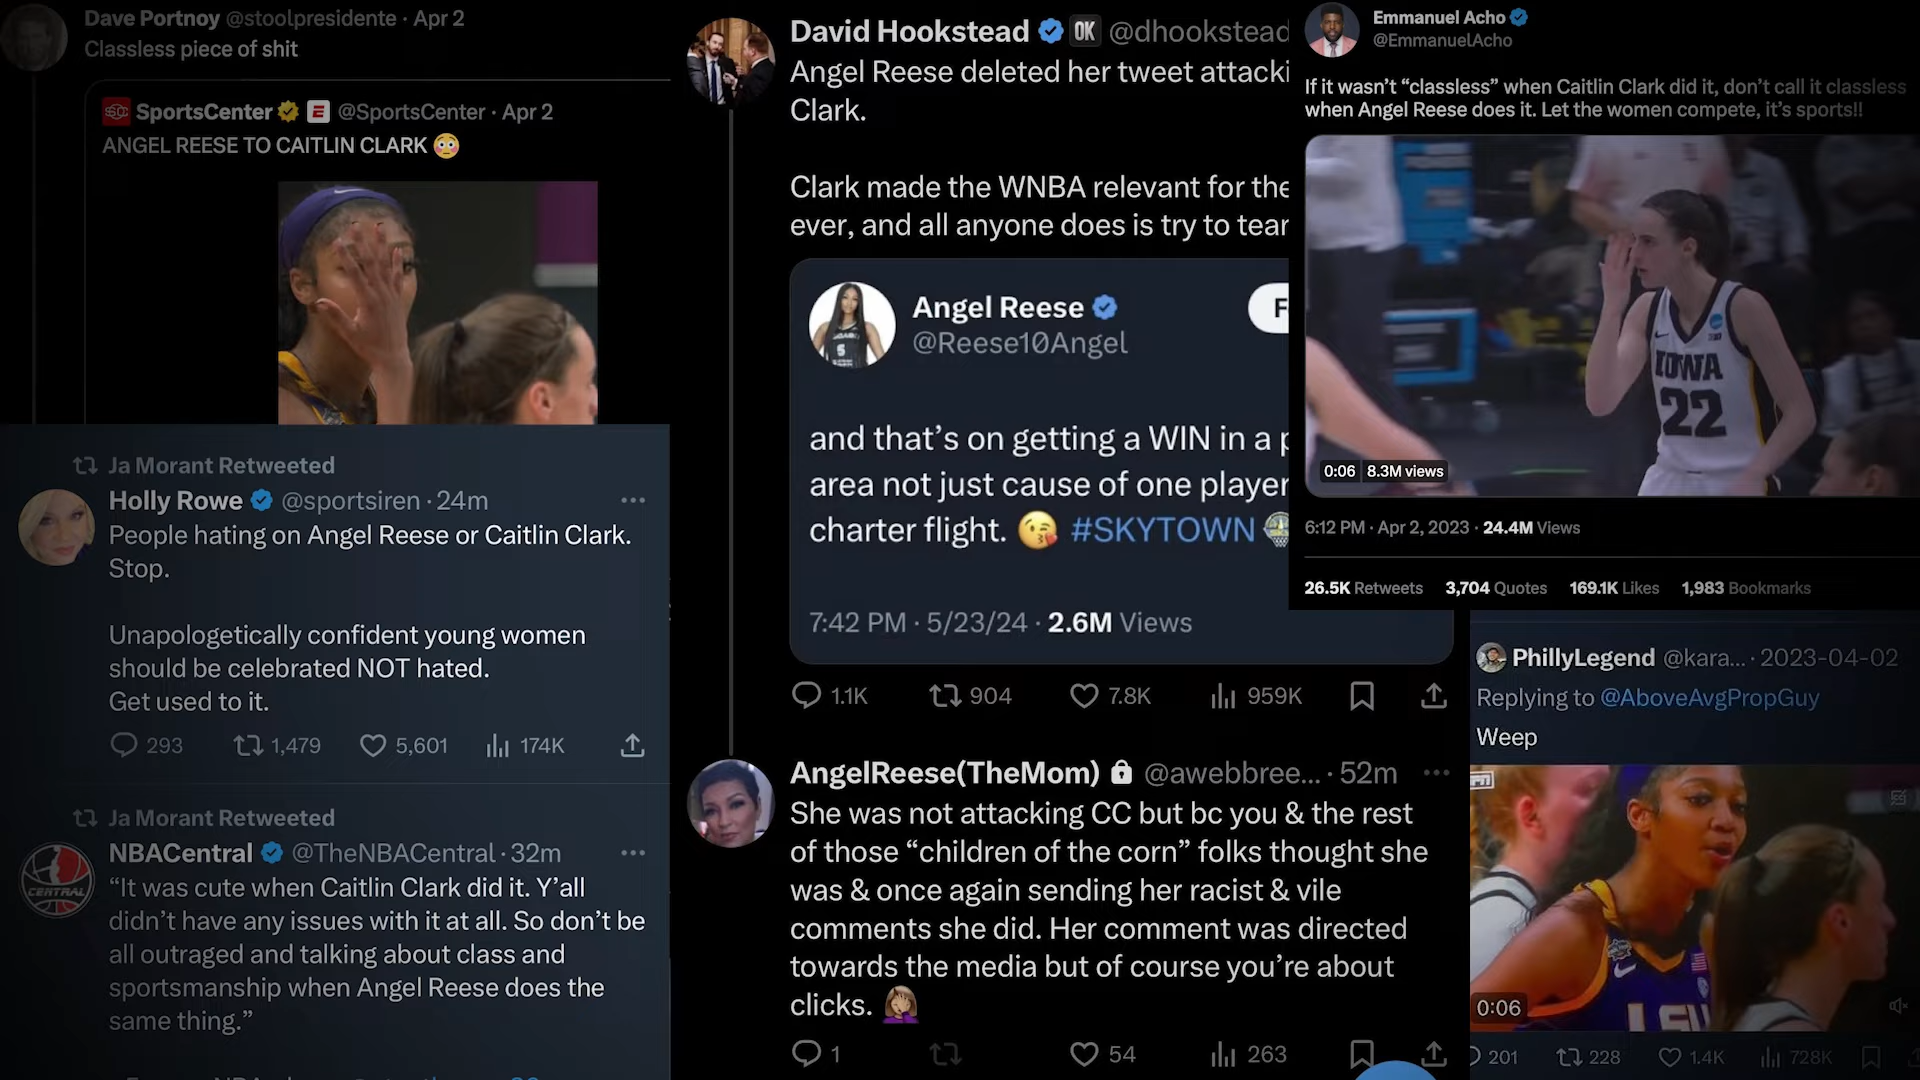 Dave Portnoy @stoolpresidente · Apr 2
Classless piece of shit
SportsCenter @SportsCenter · Apr 2
ANGEL REESE TO CAITLIN CLARK 😳
Ja Morant Retweeted
Holly Rowe @sportsiren · 24m
People hating on Angel Reese or Caitlin Clark.
Stop.
Unapologetically confident young women
should be celebrated NOT hated.
Get used to it.
293 1,479 5,601 174K
Ja Morant Retweeted
NBACentral @TheNBACentral · 32m
CENTRAL
“It was cute when Caitlin Clark did it. Y’all
didn’t have any issues with it at all. So don’t be
all outraged and talking about class and
sportsmanship when Angel Reese does the
same thing.”
David Hookstead OK @dhookstead
Angel Reese deleted her tweet attacki
Clark.
Clark made the WNBA relevant for the
ever, and all anyone does is try to tear
Angel Reese
@Reese10Angel
F
and that’s on getting a WIN in a p
area not just cause of one player
charter flight. 😘 #SKYTOWN
7:42 PM · 5/23/24 · 2.6M Views
1.1K 904 7.8K 959K
AngelReese(TheMom) @awebbree... · 52m
She was not attacking CC but bc you & the rest
of those “children of the corn” folks thought she
was & once again sending her racist & vile
comments she did. Her comment was directed
towards the media but of course you’re about
clicks. 🤦🏽‍♀️
1 54 263
Emmanuel Acho
@EmmanuelAcho
If it wasn’t “classless” when Caitlin Clark did it, don’t call it classless
when Angel Reese does it. Let the women compete, it’s sports!!
IOWA
22
0:06 8.3M views
6:12 PM · Apr 2, 2023 · 24.4M Views
26.5K Retweets 3,704 Quotes 169.1K Likes 1,983 Bookmarks
PhillyLegend @kara... · 2023-04-02
Replying to @AboveAvgPropGuy
Weep
LSU
0:06
201 228 1.4K 728K